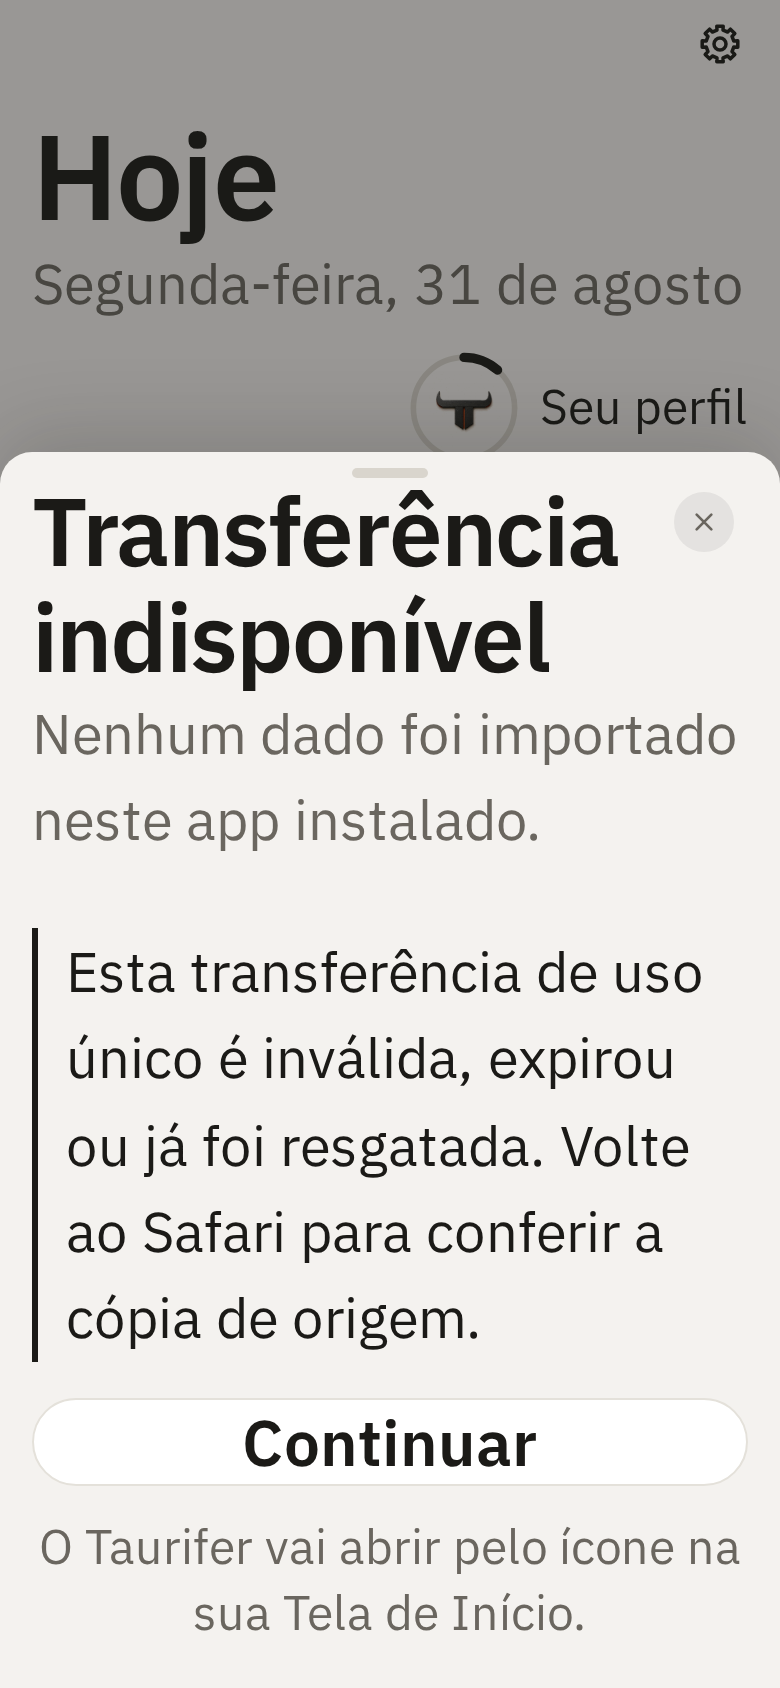 Hoje
Segunda-feira, 31 de agosto
Seu perfil
Transferência
indisponível
Nenhum dado foi importado
neste app instalado.
Esta transferência de uso
único é inválida, expirou
ou já foi resgatada. Volte
ao Safari para conferir a
cópia de origem.
Continuar
O Taurifer vai abrir pelo ícone na
sua Tela de Início.